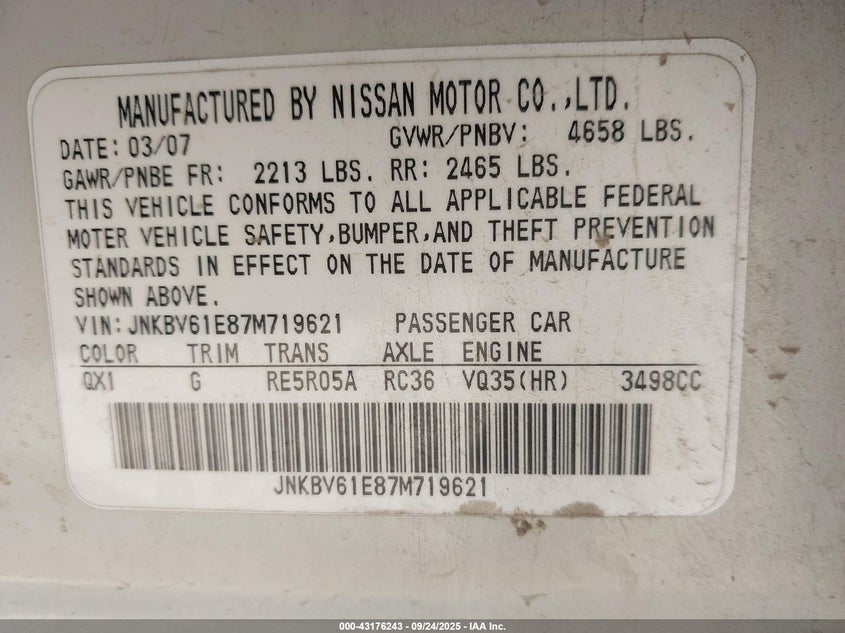 MANUFACTURED BY NISSAN MOTOR CO.,LTD.
DATE: 03/07 GVWR/PNBV: 4658 LBS.
GAWR/PNBE FR: 2213 LBS. RR: 2465 LBS.
THIS VEHICLE CONFORMS TO ALL APPLICABLE FEDERAL
MOTER VEHICLE SAFETY,BUMPER,AND THEFT PREVENTION
STANDARDS IN EFFECT ON THE DATE OF MANUFACTURE
SHOWN ABOVE.
VIN:JNKBV61E87M719621 PASSENGER CAR
COLOR TRIM TRANS AXLE ENGINE
QX1 G RE5R05A RC36 VQ35(HR) 3498CC
JNKBV61E87M719621
000-43176243 - 09/24/2025 - IAA Inc.